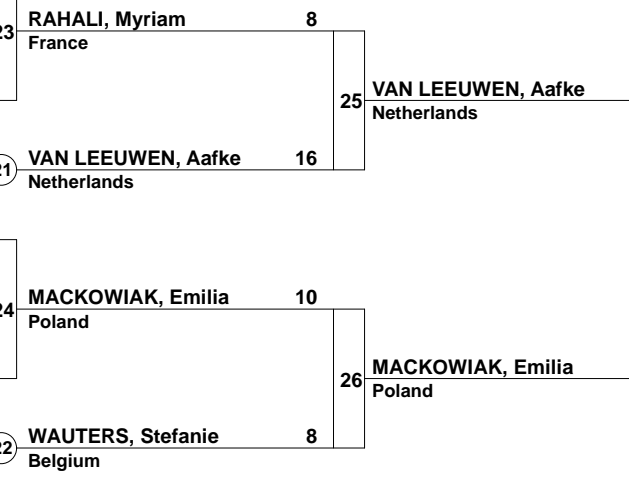 23
RAHALI, Myriam 8
France
25
VAN LEEUWEN, Aafke
Netherlands
21
VAN LEEUWEN, Aafke 16
Netherlands
24
MACKOWIAK, Emilia 10
Poland
26
MACKOWIAK, Emilia
Poland
22
WAUTERS, Stefanie 8
Belgium